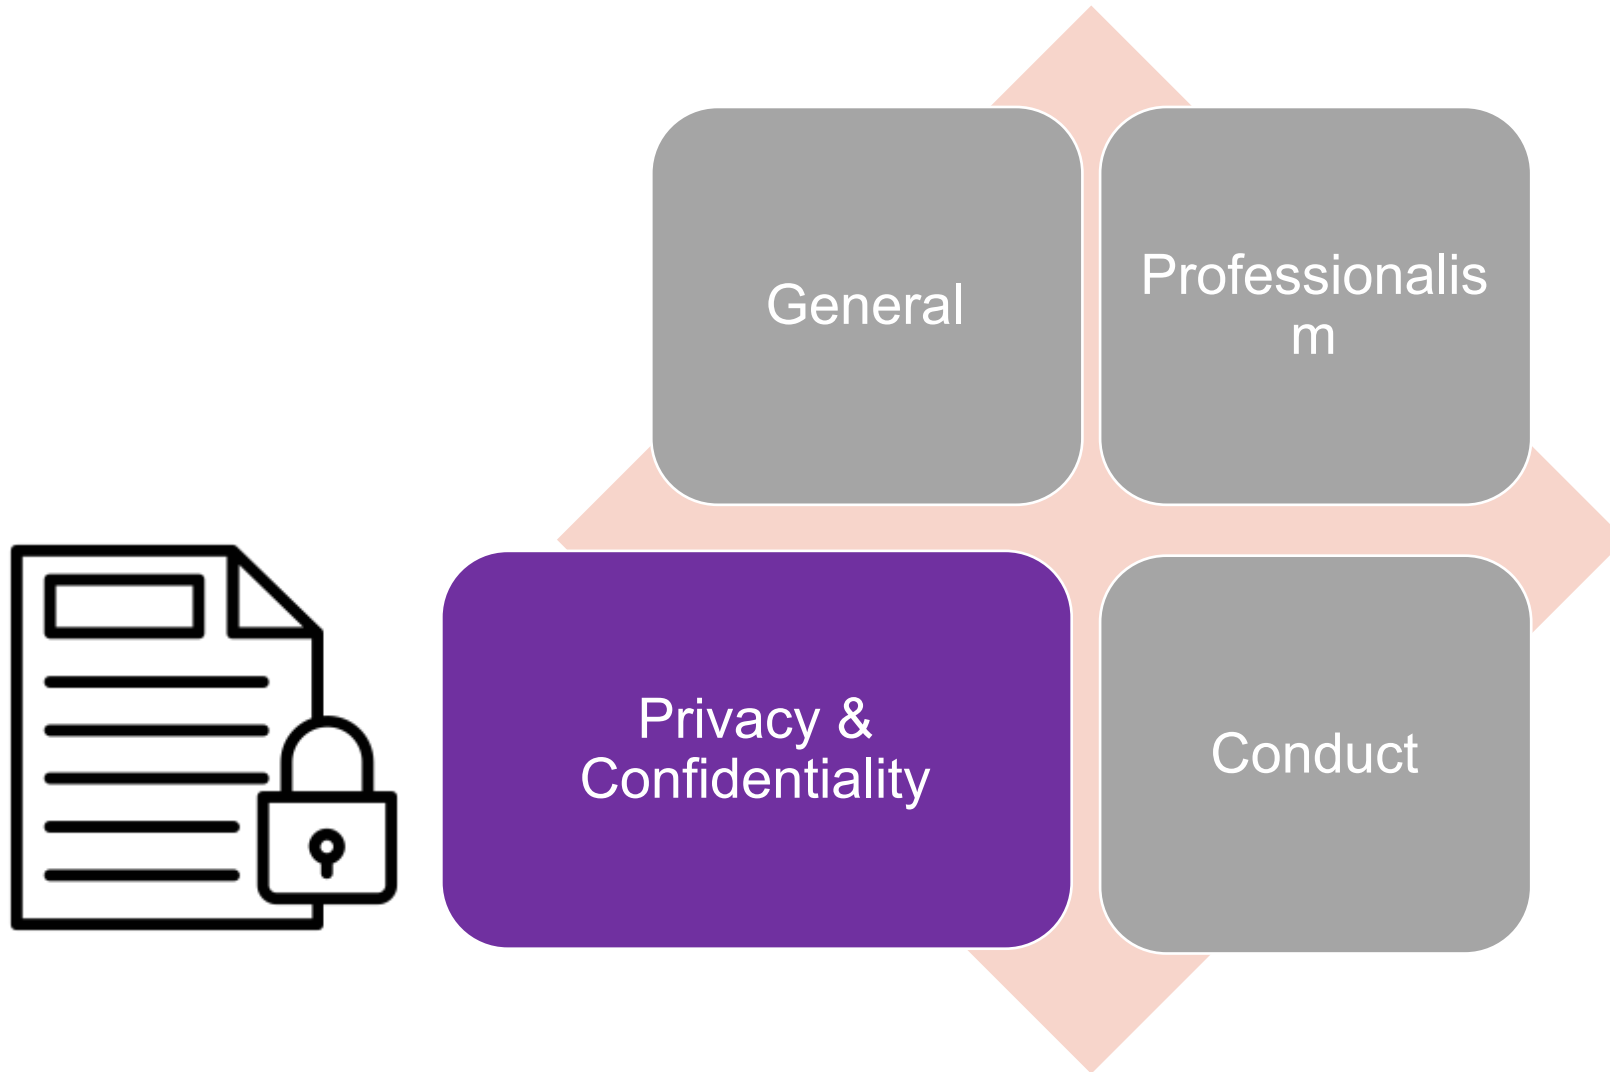 General
Professionalis
m
Privacy &
Confidentiality
Conduct